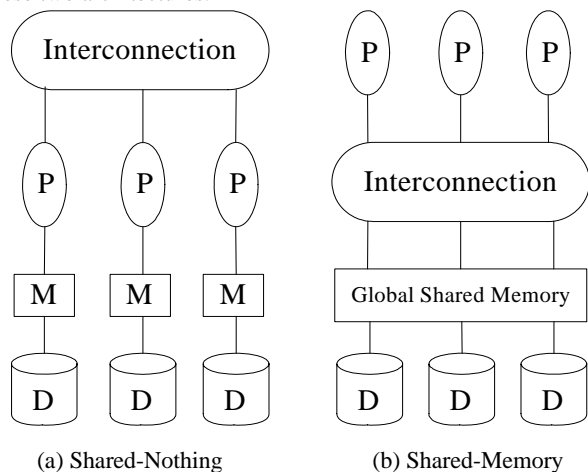 Interconnection
P P P
M M M
D D D
(a) Shared-Nothing
P P P
Interconnection
Global Shared Memory
D D D
(b) Shared-Memory